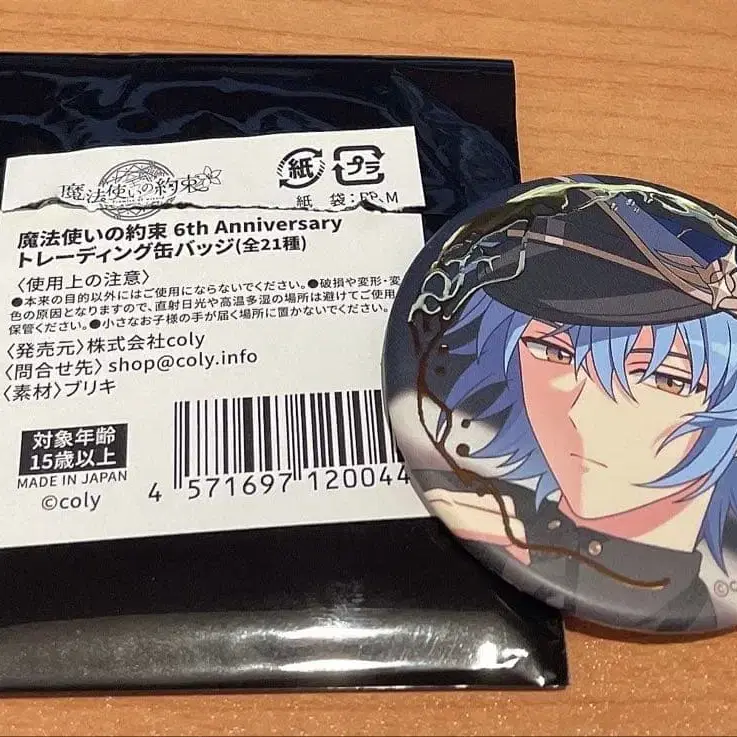 魔法使いの約束
紙 プラ
紙 袋:PP,M
魔法使いの約束 6th Anniversary
トレーディング缶バッジ(全21種)
〈使用上の注意〉
●本来の目的以外にはご使用にならないでください。●破損や変形・変
色の原因となりますので、直射日光や高温多湿の場所は避けてご使用
保管ください。●小さなお子様の手が届く場所に置かないでください。
〈発売元〉株式会社coly
〈問合せ先〉shop@coly.info
〈素材〉ブリキ
対象年齢
15歳以上
MADE IN JAPAN
©coly
4 571697 120044
©c